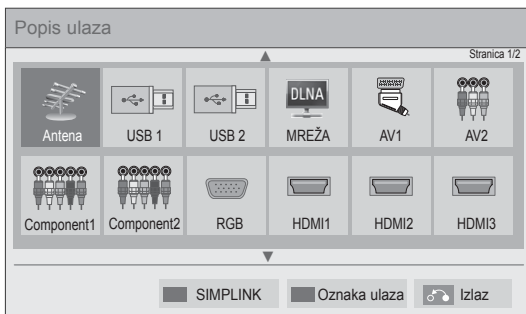 Popis ulaza
Stranica 1/2
Antena USB 1 USB 2 DLNA MREŽA AV1 AV2
Component1 Component2 RGB HDMI1 HDMI2 HDMI3
SIMPLINK Oznaka ulaza Izlaz